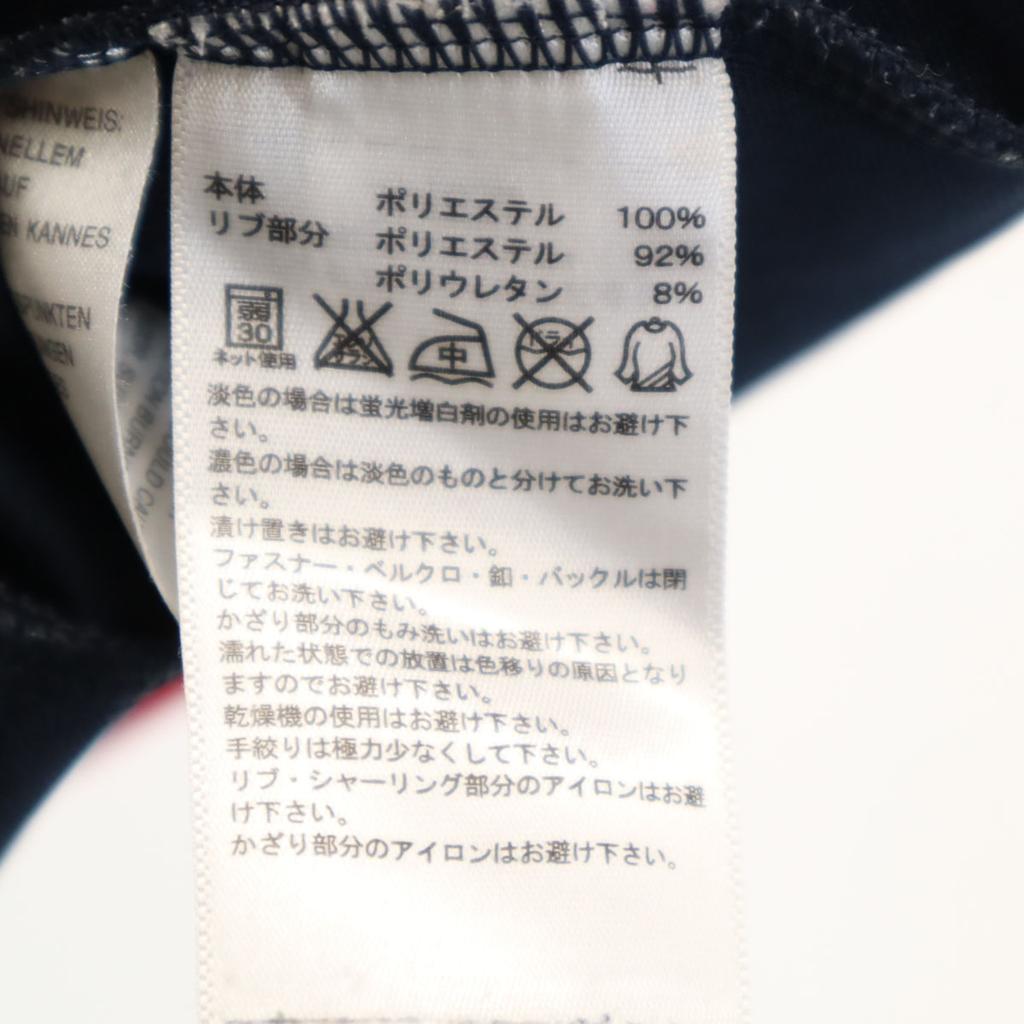 HINWEIS:
NELLEM
UF
EN KANNES
PUNKTEN
本体 ポリエステル 100%
リブ部分 ポリエステル 92%
ポリウレタン 8%
弱
30
ネット使用
中
ドライ
淡色の場合は蛍光増白剤の使用はお避け下
さい。
濃色の場合は淡色のものと分けてお洗い下
さい。
漬け置きはお避け下さい。
ファスナー・ベルクロ・釦・バックルは閉
じてお洗い下さい。
かざり部分のもみ洗いはお避け下さい。
濡れた状態での放置は色移りの原因となり
ますのでお避け下さい。
乾燥機の使用はお避け下さい。
手絞りは極力少なくして下さい。
リブ・シャーリング部分のアイロンはお避
け下さい。
かざり部分のアイロンはお避け下さい。